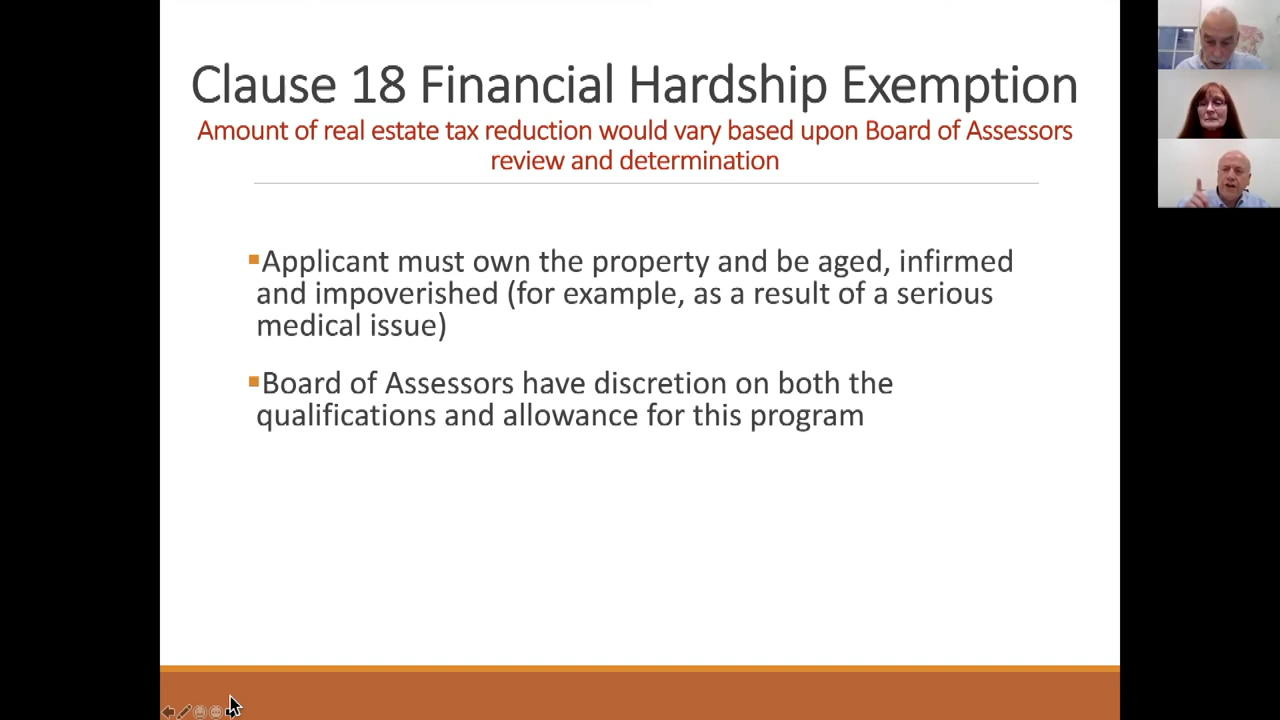 Clause 18 Financial Hardship Exemption
Amount of real estate tax reduction would vary based upon Board of Assessors
review and determination
▪Applicant must own the property and be aged, infirmed
and impoverished (for example, as a result of a serious
medical issue)
▪Board of Assessors have discretion on both the
qualifications and allowance for this program